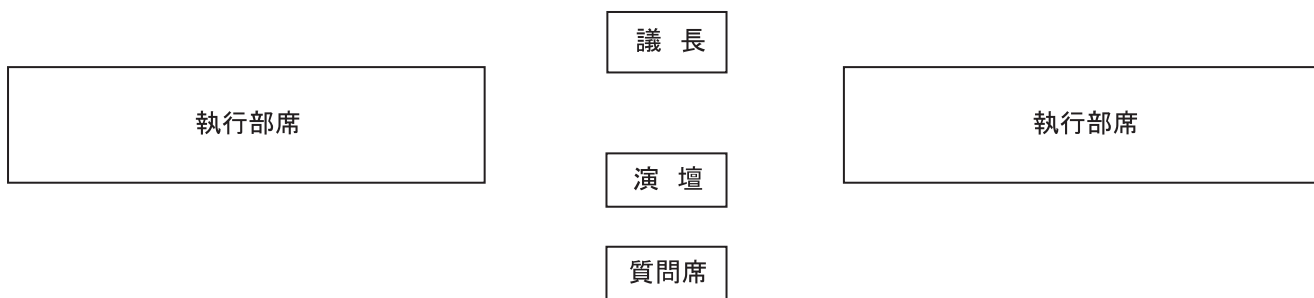 議 長
執行部席
執行部席
演 壇
質問席